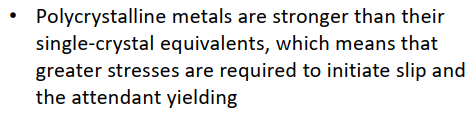 • Polycrystalline metals are stronger than their
single-crystal equivalents, which means that
greater stresses are required to initiate slip and
the attendant yielding